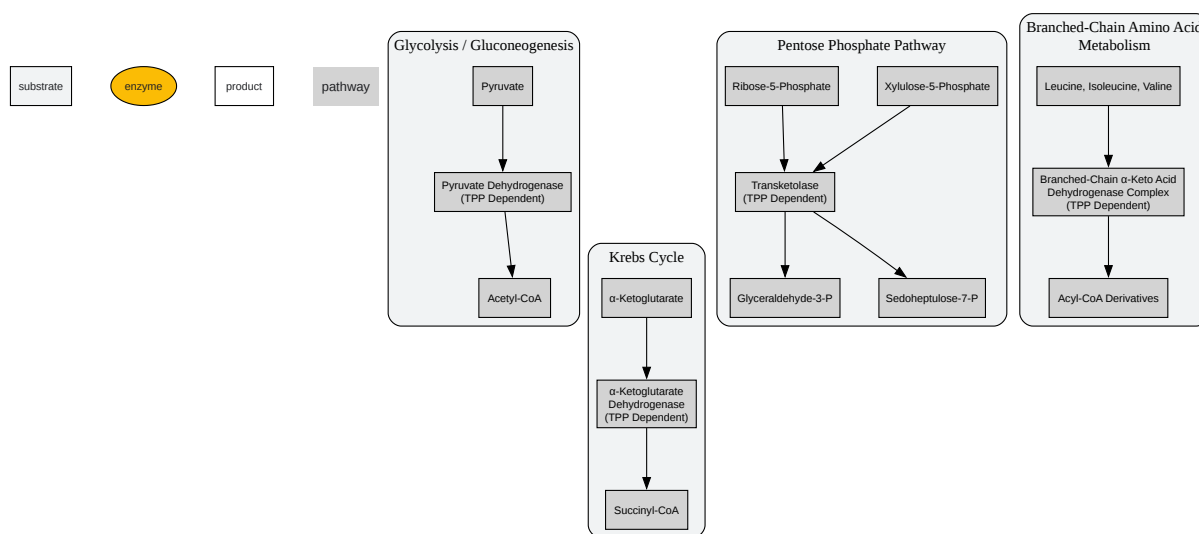 substrate
enzyme
product
pathway
Glycolysis / Gluconeogenesis
Pyruvate
Pyruvate Dehydrogenase
(TPP Dependent)
Acetyl-CoA
Krebs Cycle
α-Ketoglutarate
α-Ketoglutarate
Dehydrogenase
(TPP Dependent)
Succinyl-CoA
Pentose Phosphate Pathway
Ribose-5-Phosphate
Xylulose-5-Phosphate
Transketolase
(TPP Dependent)
Glyceraldehyde-3-P
Sedoheptulose-7-P
Branched-Chain Amino Acid
Metabolism
Leucine, Isoleucine, Valine
Branched-Chain α-Keto Acid
Dehydrogenase Complex
(TPP Dependent)
Acyl-CoA Derivatives